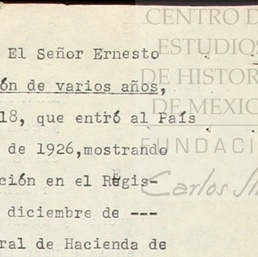 CENTRO D
El Señor Ernesto
ESTUDIOS
ón de varios años,
DE HISTOR
18, que entró al País
DE MEXIC
de 1926,mostrando
FUNDACI
ción en el Regis-
Carlos Sl
diciembre de ---
ral de Hacienda de